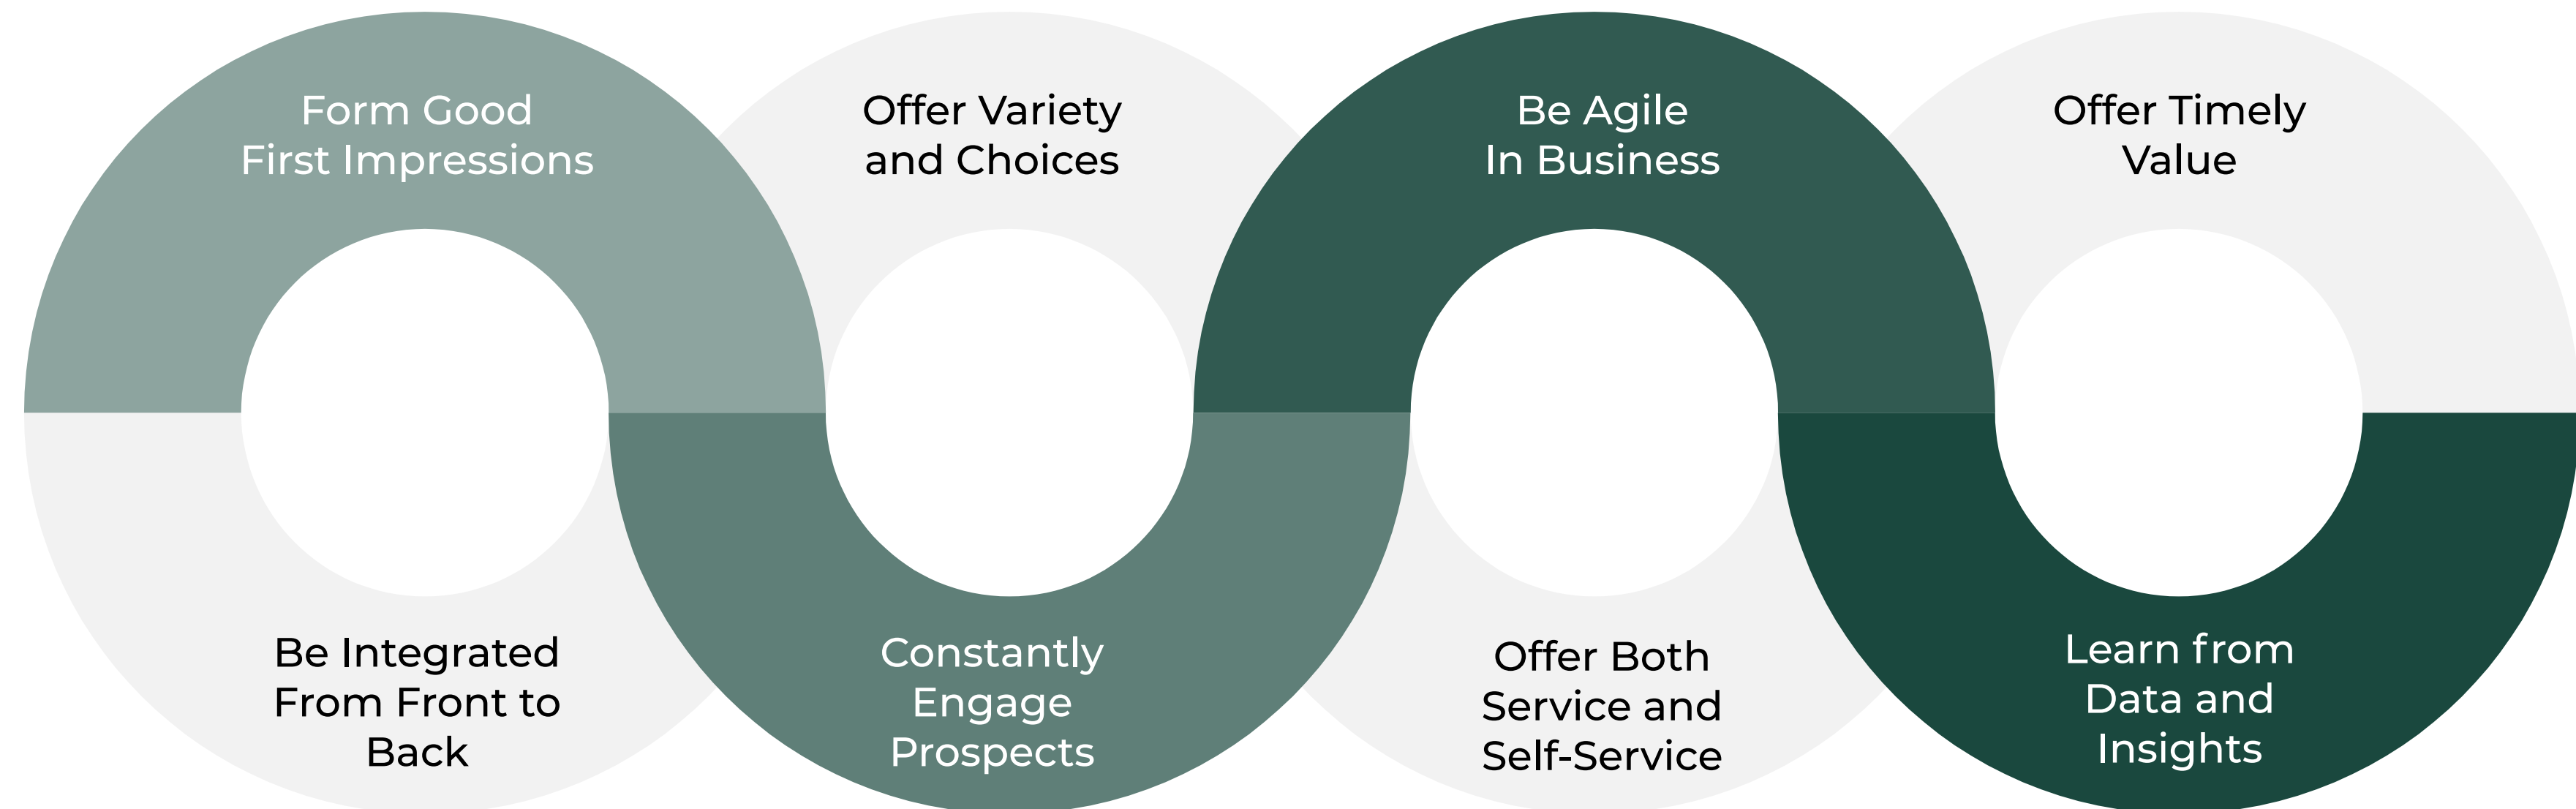 Form Good
First Impressions
Offer Variety
and Choices
Be Agile
In Business
Offer Timely
Value
Be Integrated
From Front to
Back
Constantly
Engage
Prospects
Offer Both
Service and
Self-Service
Learn from
Data and
Insights